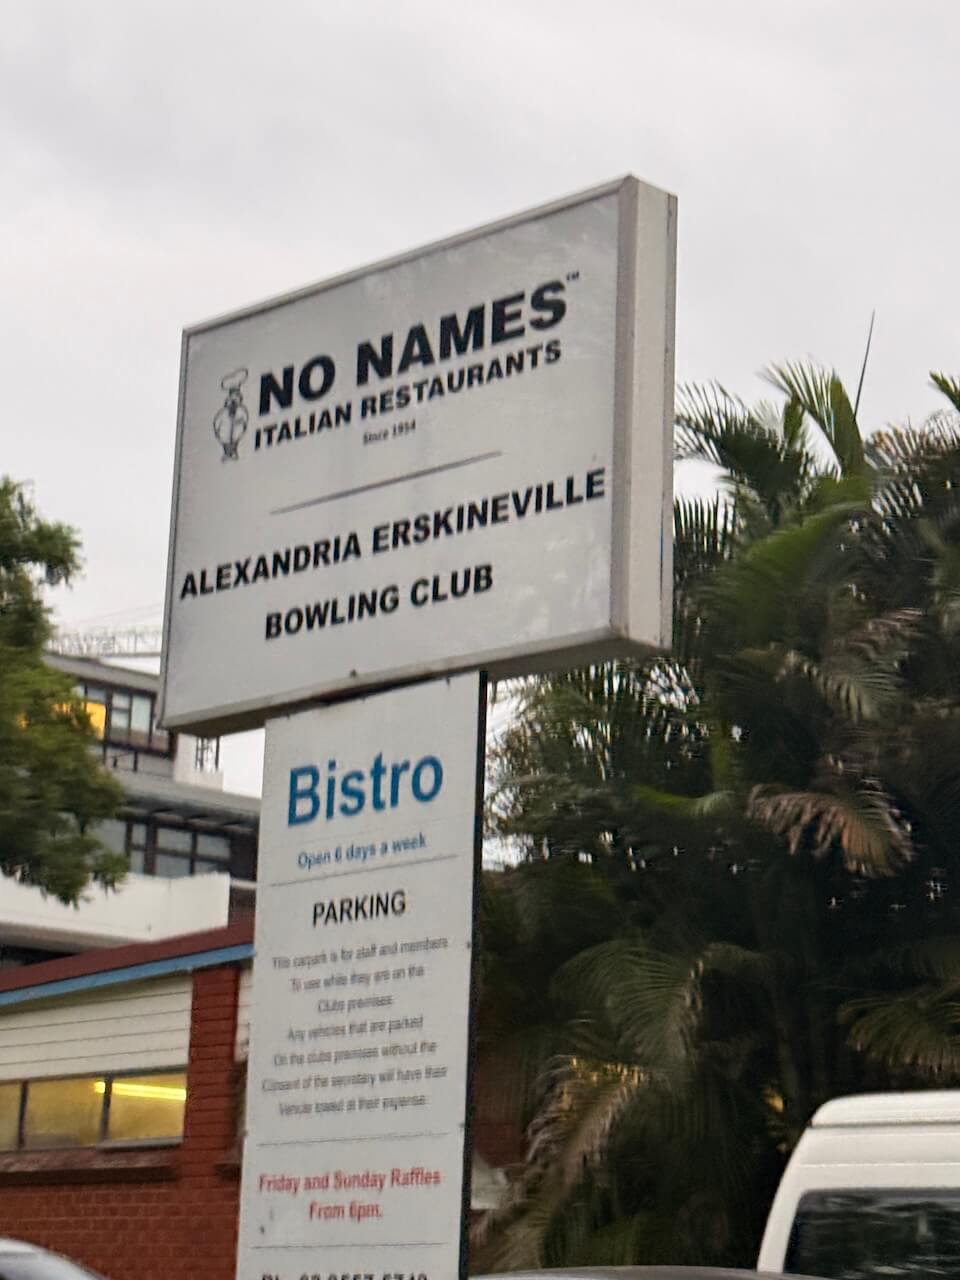 NO NAMES™
ITALIAN RESTAURANTS
Since 1954
ALEXANDRIA ERSKINEVILLE
BOWLING CLUB
Bistro
Open 6 days a week
PARKING
This carpark is for staff and members
To use while they are on the
Clubs premises.
Any vehicles that are parked
On the clubs premises without the
Consent of the secretary will have their
Vehicle towed at their expense.
Friday and Sunday Raffles
From 6pm.